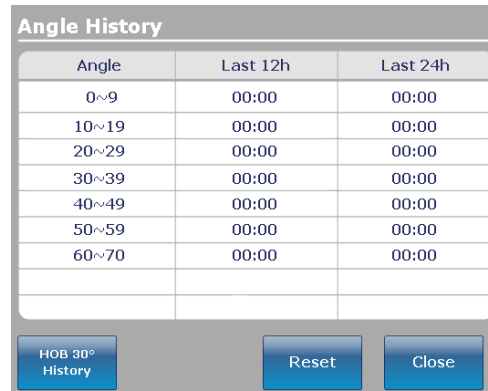 Angle History
Angle Last 12h Last 24h
0~9 00:00 00:00
10~19 00:00 00:00
20~29 00:00 00:00
30~39 00:00 00:00
40~49 00:00 00:00
50~59 00:00 00:00
60~70 00:00 00:00
HOB 30°
History
Reset
Close